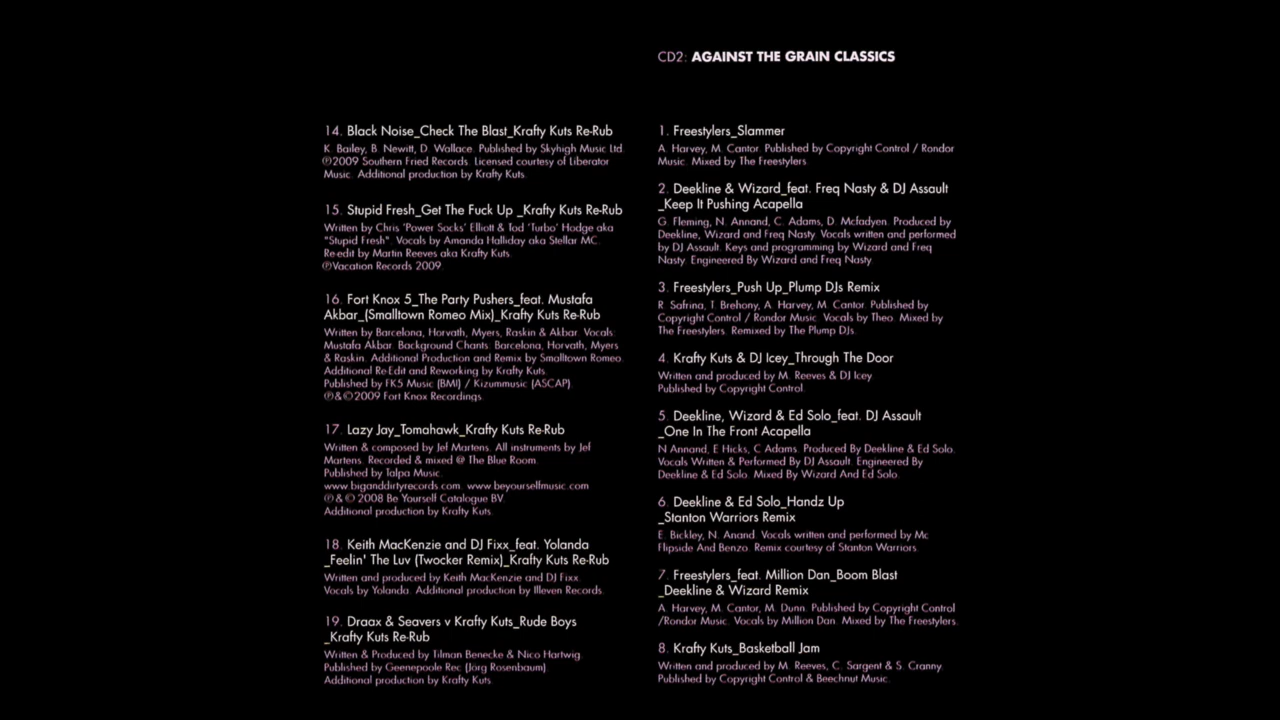 14. Black Noise_Check The Blast_Krafty Kuts Re-Rub
K. Bailey, B. Newitt, D. Wallace. Published by Skyhigh Music Ltd.
℗2009 Southern Fried Records. Licensed courtesy of Liberator
Music. Additional production by Krafty Kuts.
15. Stupid Fresh_Get The Fuck Up _Krafty Kuts Re-Rub
Written by Chris 'Power Socks' Elliott & Tod 'Turbo' Hodge aka
"Stupid Fresh". Vocals by Amanda Halliday aka Stellar MC.
Re-edit by Martin Reeves aka Krafty Kuts.
℗Vacation Records 2009.
16. Fort Knox 5_The Party Pushers_feat. Mustafa
Akbar_(Smalltown Romeo Mix)_Krafty Kuts Re-Rub
Written by Barcelona, Horvath, Myers, Raskin & Akbar. Vocals:
Mustafa Akbar. Background Chants: Barcelona, Horvath, Myers
& Raskin. Additional Production and Remix by Smalltown Romeo.
Additional Re-Edit and Reworking by Krafty Kuts.
Published by FK5 Music (BMI) / Kizummusic (ASCAP)
℗&©2009 Fort Knox Recordings
17. Lazy Jay_Tomahawk_Krafty Kuts Re-Rub
Written & composed by Jef Martens. All instruments by Jef
Martens. Recorded & mixed @ The Blue Room.
Published by Talpa Music.
www.biganddirtyrecords.com. www.beyourselfmusic.com
℗&©2008 Be Yourself Catalogue BV.
Additional production by Krafty Kuts.
18. Keith MacKenzie and DJ Fixx_feat. Yolanda
_Feelin' The Luv (Twocker Remix)_Krafty Kuts Re-Rub
Written and produced by Keith MacKenzie and DJ Fixx.
Vocals by Yolanda. Additional production by Illeven Records.
19. Draax & Seavers v Krafty Kuts_Rude Boys
_Krafty Kuts Re-Rub
Written & Produced by Tilman Benecke & Nico Hartwig.
Published by Geenepoole Rec (Jörg Rosenbaum).
Additional production by Krafty Kuts.
CD2: AGAINST THE GRAIN CLASSICS
1. Freestylers_Slammer
A. Harvey, M. Cantor. Published by Copyright Control / Rondor
Music. Mixed by The Freestylers.
2. Deekline & Wizard_feat. Freq Nasty & DJ Assault
_Keep It Pushing Acapella
G. Fleming, N. Annand, C. Adams, D. Mcfadyen. Produced by
Deekline, Wizard and Freq Nasty. Vocals written and performed
by DJ Assault. Keys and programming by Wizard and Freq
Nasty. Engineered By Wizard and Freq Nasty.
3. Freestylers_Push Up_Plump DJs Remix
R. Safrina, T. Brehony, A. Harvey, M. Cantor. Published by
Copyright Control / Rondor Music. Vocals by Theo. Mixed by
The Freestylers. Remixed by The Plump DJs.
4. Krafty Kuts & DJ Icey_Through The Door
Written and produced by M. Reeves & DJ Icey
Published by Copyright Control.
5. Deekline, Wizard & Ed Solo_feat. DJ Assault
_One In The Front Acapella
N Annand, E Hicks, C Adams. Produced By Deekline & Ed Solo.
Vocals Written & Performed By DJ Assault. Engineered By
Deekline & Ed Solo. Mixed By Wizard And Ed Solo.
6. Deekline & Ed Solo_Handz Up
_Stanton Warriors Remix
E. Bickley, N. Anand. Vocals written and performed by Mc
Flipside And Benzo. Remix courtesy of Stanton Warriors.
7. Freestylers_feat. Million Dan_Boom Blast
_Deekline & Wizard Remix
A. Harvey, M. Cantor, M. Dunn. Published by Copyright Control
/Rondor Music. Vocals by Million Dan. Mixed by The Freestylers.
8. Krafty Kuts_Basketball Jam
Written and produced by M. Reeves, C. Sargent & S. Cranny.
Published by Copyright Control & Beechnut Music.